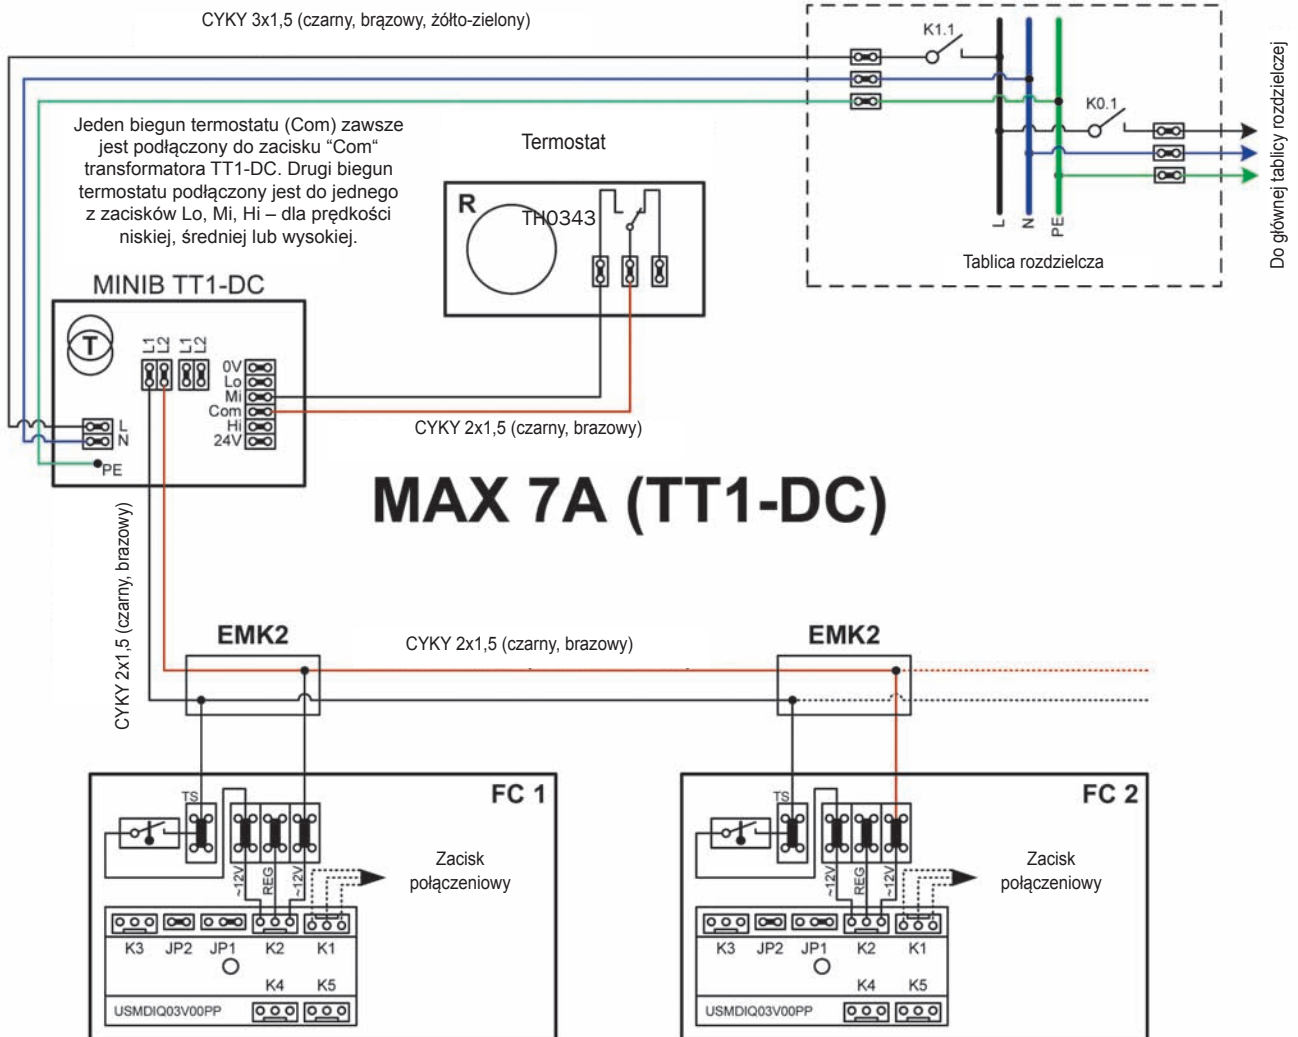 CYKY 3x1,5 (czarny, brązowy, żółto-zielony)
K1.1
K0.1
L
N
PE
Tablica rozdzielcza
Do głównej tablicy rozdzielczej
Jeden biegun termostatu (Com) zawsze
jest podłączony do zacisku “Com“
transformatora TT1-DC. Drugi biegun
termostatu podłączony jest do jednego
z zacisków Lo, Mi, Hi – dla prędkości
niskiej, średniej lub wysokiej.
Termostat
R
TH0343
MINIB TT1-DC
T
L1
L2
L1
L2
0V
Lo
Mi
Com
Hi
24V
L
N
PE
CYKY 2x1,5 (czarny, brazowy)
MAX 7A (TT1-DC)
CYKY 2x1,5 (czarny, brazowy)
EMK2
CYKY 2x1,5 (czarny, brazowy)
EMK2
FC 1
TS
~12V
REG
~12V
Zacisk
połączeniowy
K3
JP2
JP1
K2
K1
K4
K5
USMDIQ03V00PP
FC 2
TS
~12V
REG
~12V
Zacisk
połączeniowy
K3
JP2
JP1
K2
K1
K4
K5
USMDIQ03V00PP